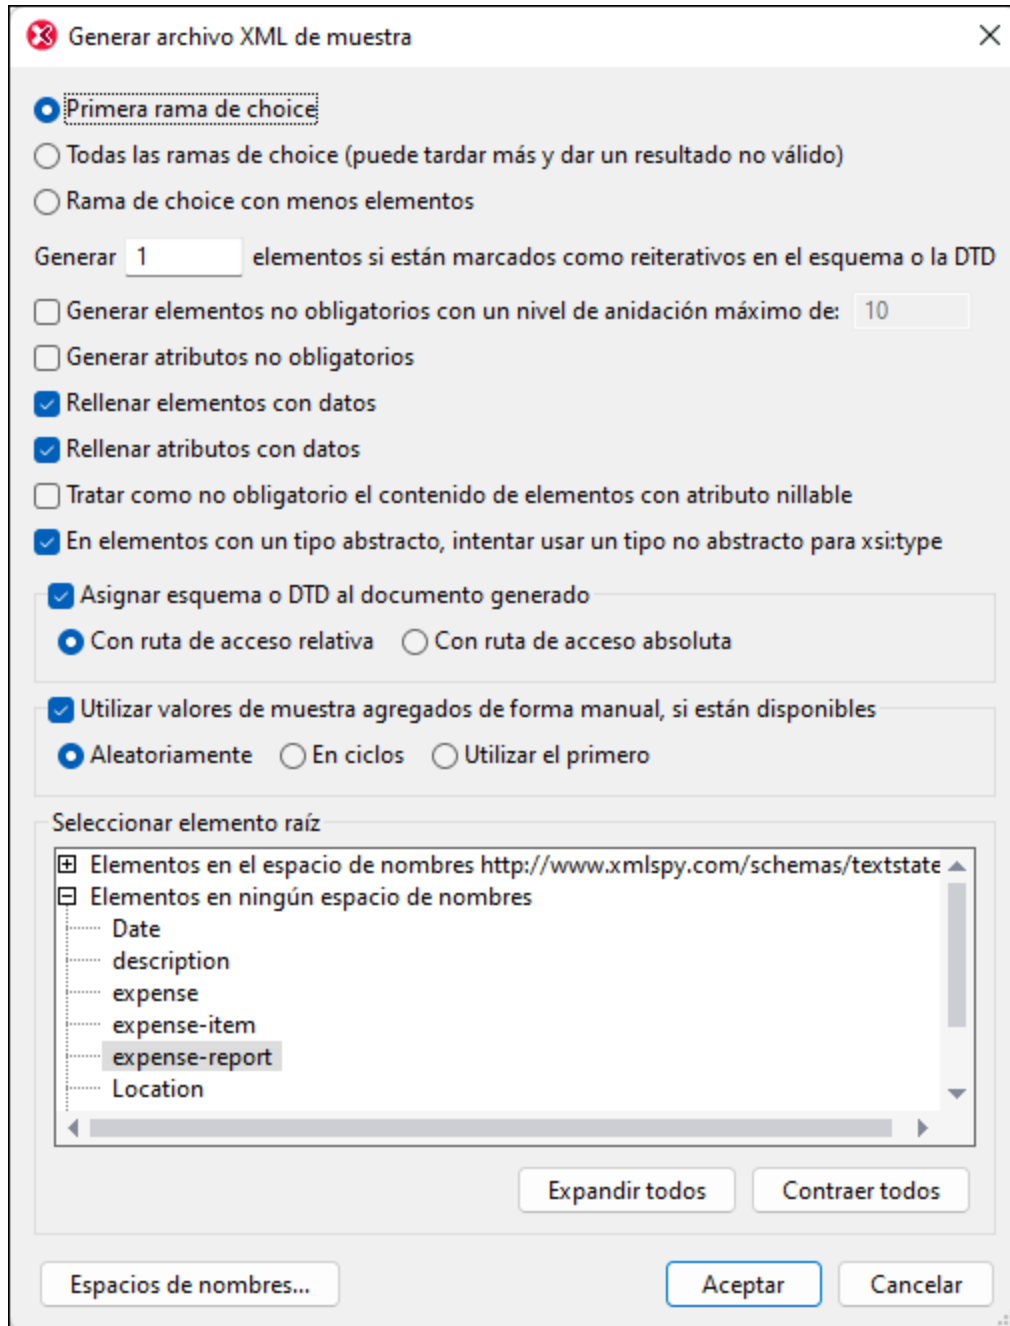 Generar archivo XML de muestra
Primera rama de choice
Todas las ramas de choice (puede tardar más y dar un resultado no válido)
Rama de choice con menos elementos
Generar 1 elementos si están marcados como reiterativos en el esquema o la DTD
Generar elementos no obligatorios con un nivel de anidación máximo de: 10
Generar atributos no obligatorios
Rellenar elementos con datos
Rellenar atributos con datos
Tratar como no obligatorio el contenido de elementos con atributo nillable
En elementos con un tipo abstracto, intentar usar un tipo no abstracto para xsi:type
Asignar esquema o DTD al documento generado
Con ruta de acceso relativa Con ruta de acceso absoluta
Utilizar valores de muestra agregados de forma manual, si están disponibles
Aleatoriamente En ciclos Utilizar el primero
Seleccionar elemento raíz
Elementos en el espacio de nombres http://www.xmlspy.com/schemas/textstate
Elementos en ningún espacio de nombres
Date
description
expense
expense-item
expense-report
Location
Expandir todos Contraer todos
Espacios de nombres... Aceptar Cancelar